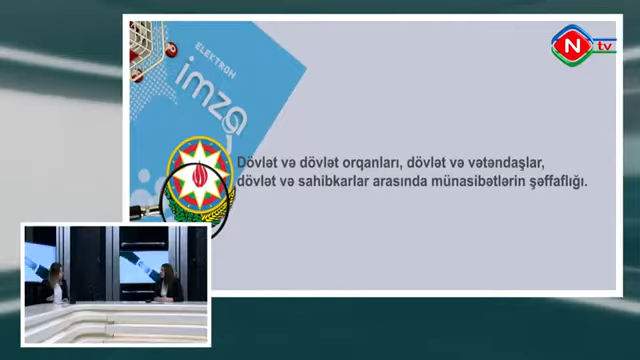 N tv
ELEKTRON
imza
Dövlət və dövlət orqanları, dövlət və vətəndaşlar,
dövlət və sahibkarlar arasında münasibətlərin şəffaflığı.